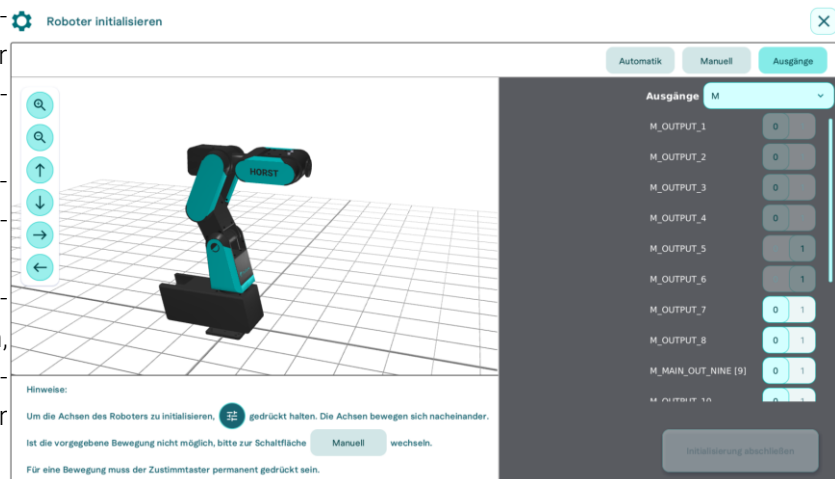 Roboter initialisieren
Automatik Manuell Ausgänge
Ausgänge M
M_OUTPUT_1 0
M_OUTPUT_2 0
M_OUTPUT_3 0
M_OUTPUT_4 0
M_OUTPUT_5 1
M_OUTPUT_6 1
M_OUTPUT_7 0 1
M_OUTPUT_8 0 1
M_MAIN_OUT_NINE [9] 0 1
M_OUTPUT_10 0 1
HORST
Hinweise:
Um die Achsen des Roboters zu initialisieren, gedrückt halten. Die Achsen bewegen sich nacheinander.
Ist die vorgegebene Bewegung nicht möglich, bitte zur Schaltfläche Manuell wechseln.
Für eine Bewegung muss der Zustimmtaster permanent gedrückt sein.
Initialisierung abschließen